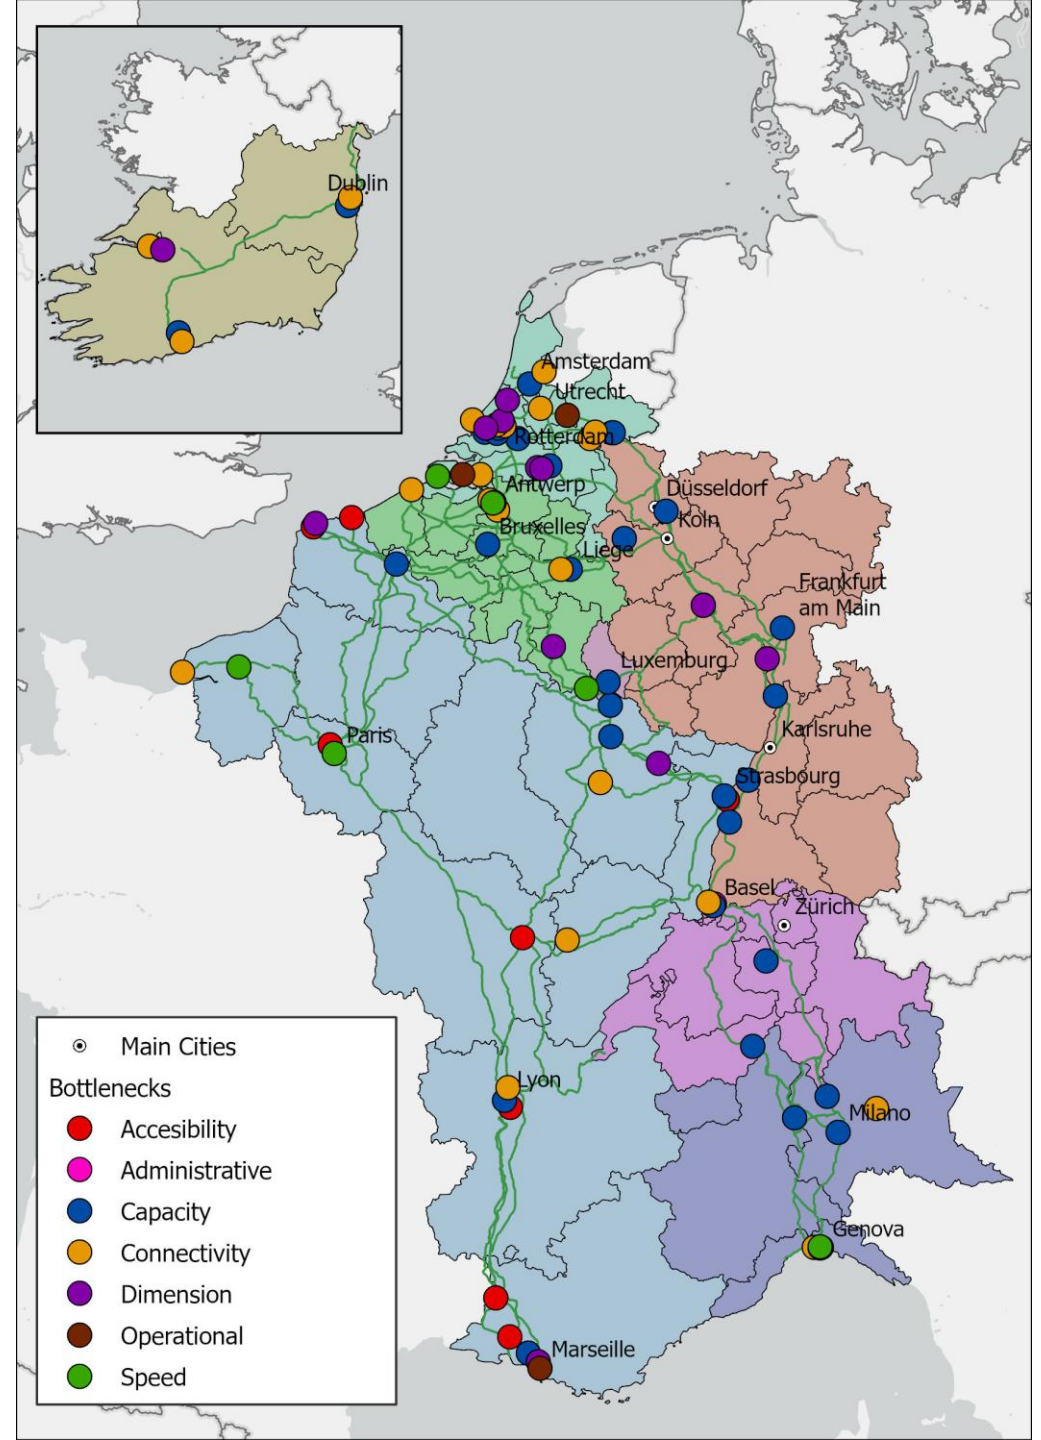 Dublin
Amsterdam
Utrecht
Rotterdam
Antwerp
Düsseldorf
Köln
Bruxelles
Liege
Frankfurt
am Main
Luxemburg
Karlsruhe
Paris
Strasbourg
Basel
Zürich
Lyon
Milano
Genova
Marseille
Main Cities
Bottlenecks
Accesibility
Administrative
Capacity
Connectivity
Dimension
Operational
Speed